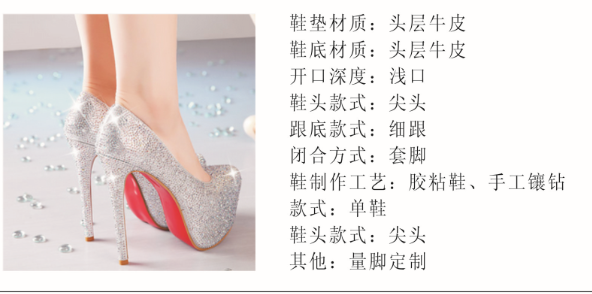 鞋垫材质：头层牛皮
鞋底材质：头层牛皮
开口深度：浅口
鞋头款式：尖头
跟底款式：细跟
闭合方式：套脚
鞋制作工艺：胶粘鞋、手工镶钻
款式：单鞋
鞋头款式：尖头
其他：量脚定制